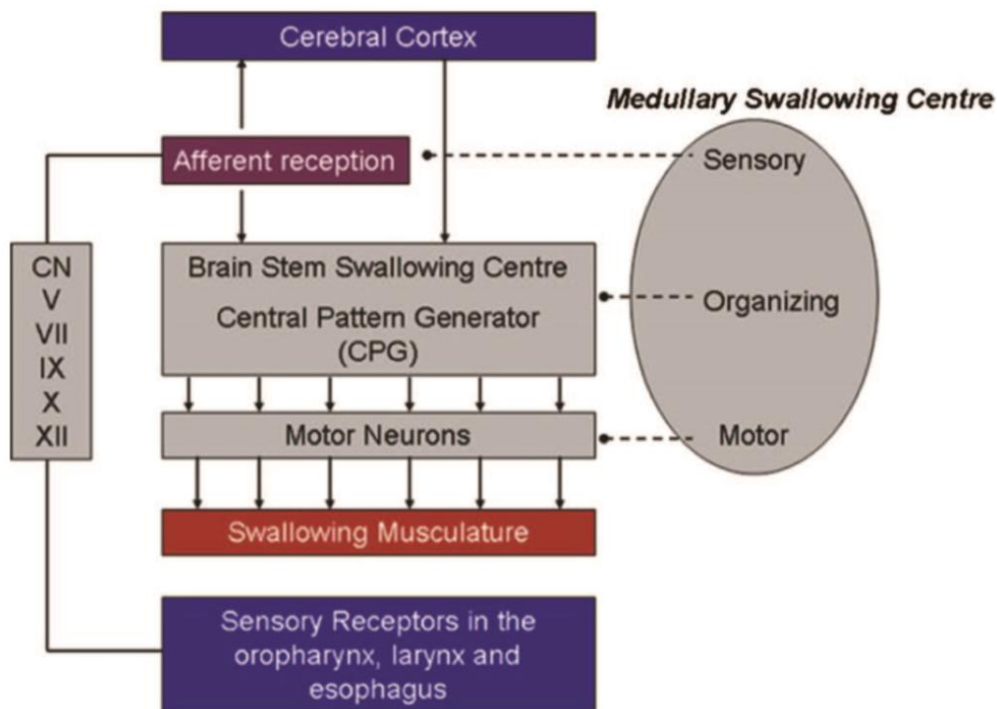 Cerebral Cortex
Medullary Swallowing Centre
Afferent reception
Sensory
CN
V
VII
IX
X
XII
Brain Stem Swallowing Centre
Central Pattern Generator
(CPG)
Organizing
Motor Neurons
Motor
Swallowing Musculature
Sensory Receptors in the
oropharynx, larynx and
esophagus